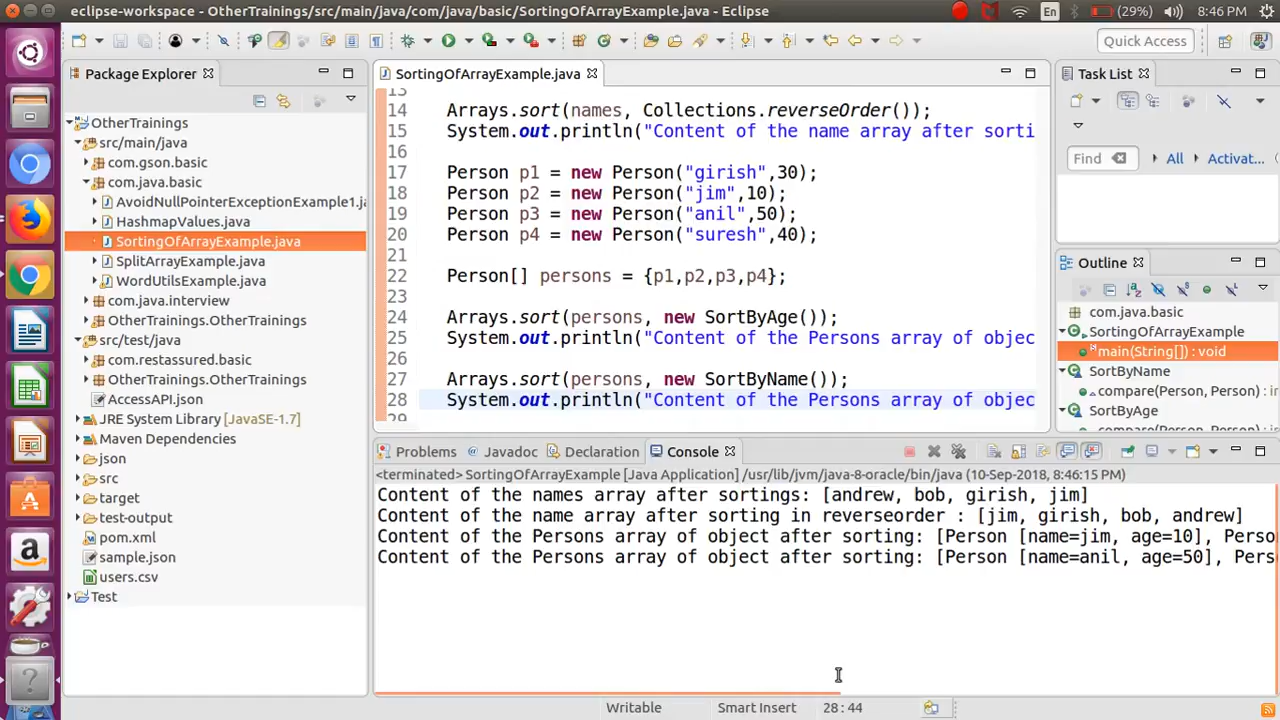 eclipse-workspace - OtherTrainings/src/main/java/com/java/basic/SortingOfArrayExample.java - Eclipse
En
(29%)
8:46 PM
Quick Access
Package Explorer
OtherTrainings
src/main/java
com.gson.basic
com.java.basic
AvoidNullPointerExceptionExample1.ja
HashmapValues.java
SortingOfArrayExample.java
SplitArrayExample.java
WordUtilsExample.java
com.java.interview
OtherTrainings.OtherTrainings
src/test/java
com.restassured.basic
OtherTrainings.OtherTrainings
AccessAPI.json
JRE System Library [JavaSE-1.7]
Maven Dependencies
json
src
target
test-output
pom.xml
sample.json
users.csv
Test
SortingOfArrayExample.java
13
14 Arrays.sort(names, Collections.reverseOrder());
15 System.out.println("Content of the name array after sorti
16
17 Person p1 = new Person("girish",30);
18 Person p2 = new Person("jim",10);
19 Person p3 = new Person("anil",50);
20 Person p4 = new Person("suresh",40);
21
22 Person[] persons = {p1,p2,p3,p4};
23
24 Arrays.sort(persons, new SortByAge());
25 System.out.println("Content of the Persons array of objec
26
27 Arrays.sort(persons, new SortByName());
28 System.out.println("Content of the Persons array of objec
29
Task List
Find
All
Activat...
Outline
com.java.basic
SortingOfArrayExample
main(String[]) : void
SortByName
compare(Person, Person) : in
SortByAge
compare(Person, Person) : in
Problems
@ Javadoc
Declaration
Console
<terminated> SortingOfArrayExample [Java Application] /usr/lib/jvm/java-8-oracle/bin/java (10-Sep-2018, 8:46:15 PM)
Content of the names array after sortings: [andrew, bob, girish, jim]
Content of the name array after sorting in reverseorder : [jim, girish, bob, andrew]
Content of the Persons array of object after sorting: [Person [name=jim, age=10], Perso
Content of the Persons array of object after sorting: [Person [name=anil, age=50], Pers
Writable
Smart Insert
28:44